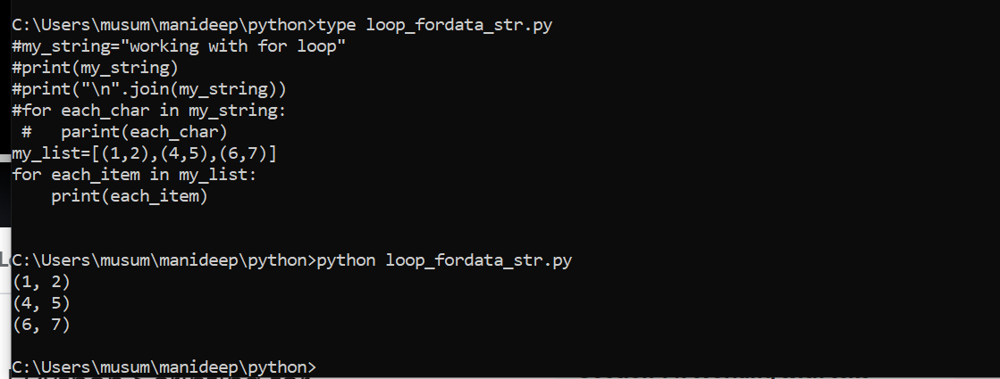 C:\Users\musum\manideep\python>type loop_fordata_str.py
#my_string="working with for loop"
#print(my_string)
#print("\n".join(my_string))
#for each_char in my_string:
 #   parint(each_char)
my_list=[(1,2),(4,5),(6,7)]
for each_item in my_list:
    print(each_item)
C:\Users\musum\manideep\python>python loop_fordata_str.py
(1, 2)
(4, 5)
(6, 7)
C:\Users\musum\manideep\python>